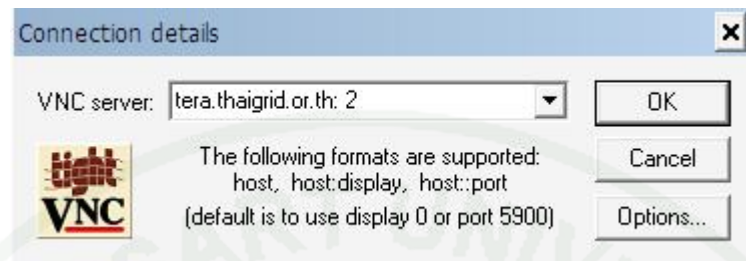 Connection details
VNC server: tera.thaigrid.or.th: 2 OK
The following formats are supported: Cancel
host, host:display, host::port
(default is to use display 0 or port 5900) Options...
tight
VNC